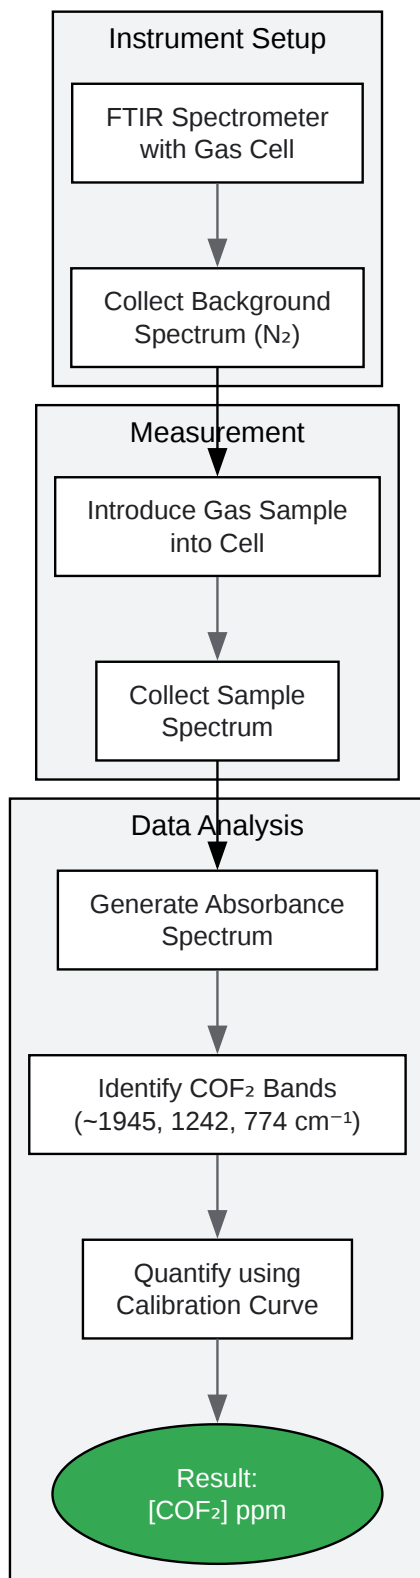 Instrument Setup
FTIR Spectrometer
with Gas Cell
Collect Background
Spectrum (N₂)
Measurement
Introduce Gas Sample
into Cell
Collect Sample
Spectrum
Data Analysis
Generate Absorbance
Spectrum
Identify COF₂ Bands
(~1945, 1242, 774 cm⁻¹)
Quantify using
Calibration Curve
Result:
[COF₂] ppm